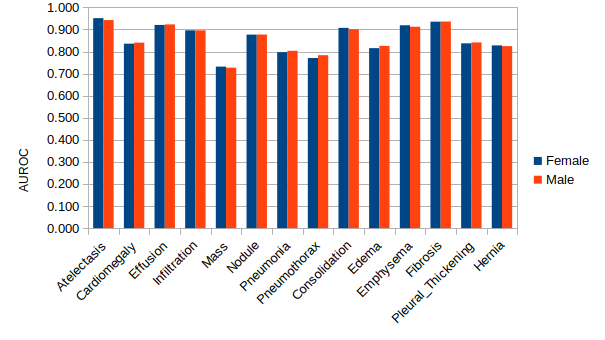 1.000
0.900
0.800
0.700
0.600
0.500
0.400
0.300
0.200
0.100
0.000
AUROC
Atelectasis
Cardiomegaly
Effusion
Infiltration
Mass
Nodule
Pneumonia
Pneumothorax
Consolidation
Edema
Emphysema
Fibrosis
Pleural_Thickening
Hernia
Female
Male